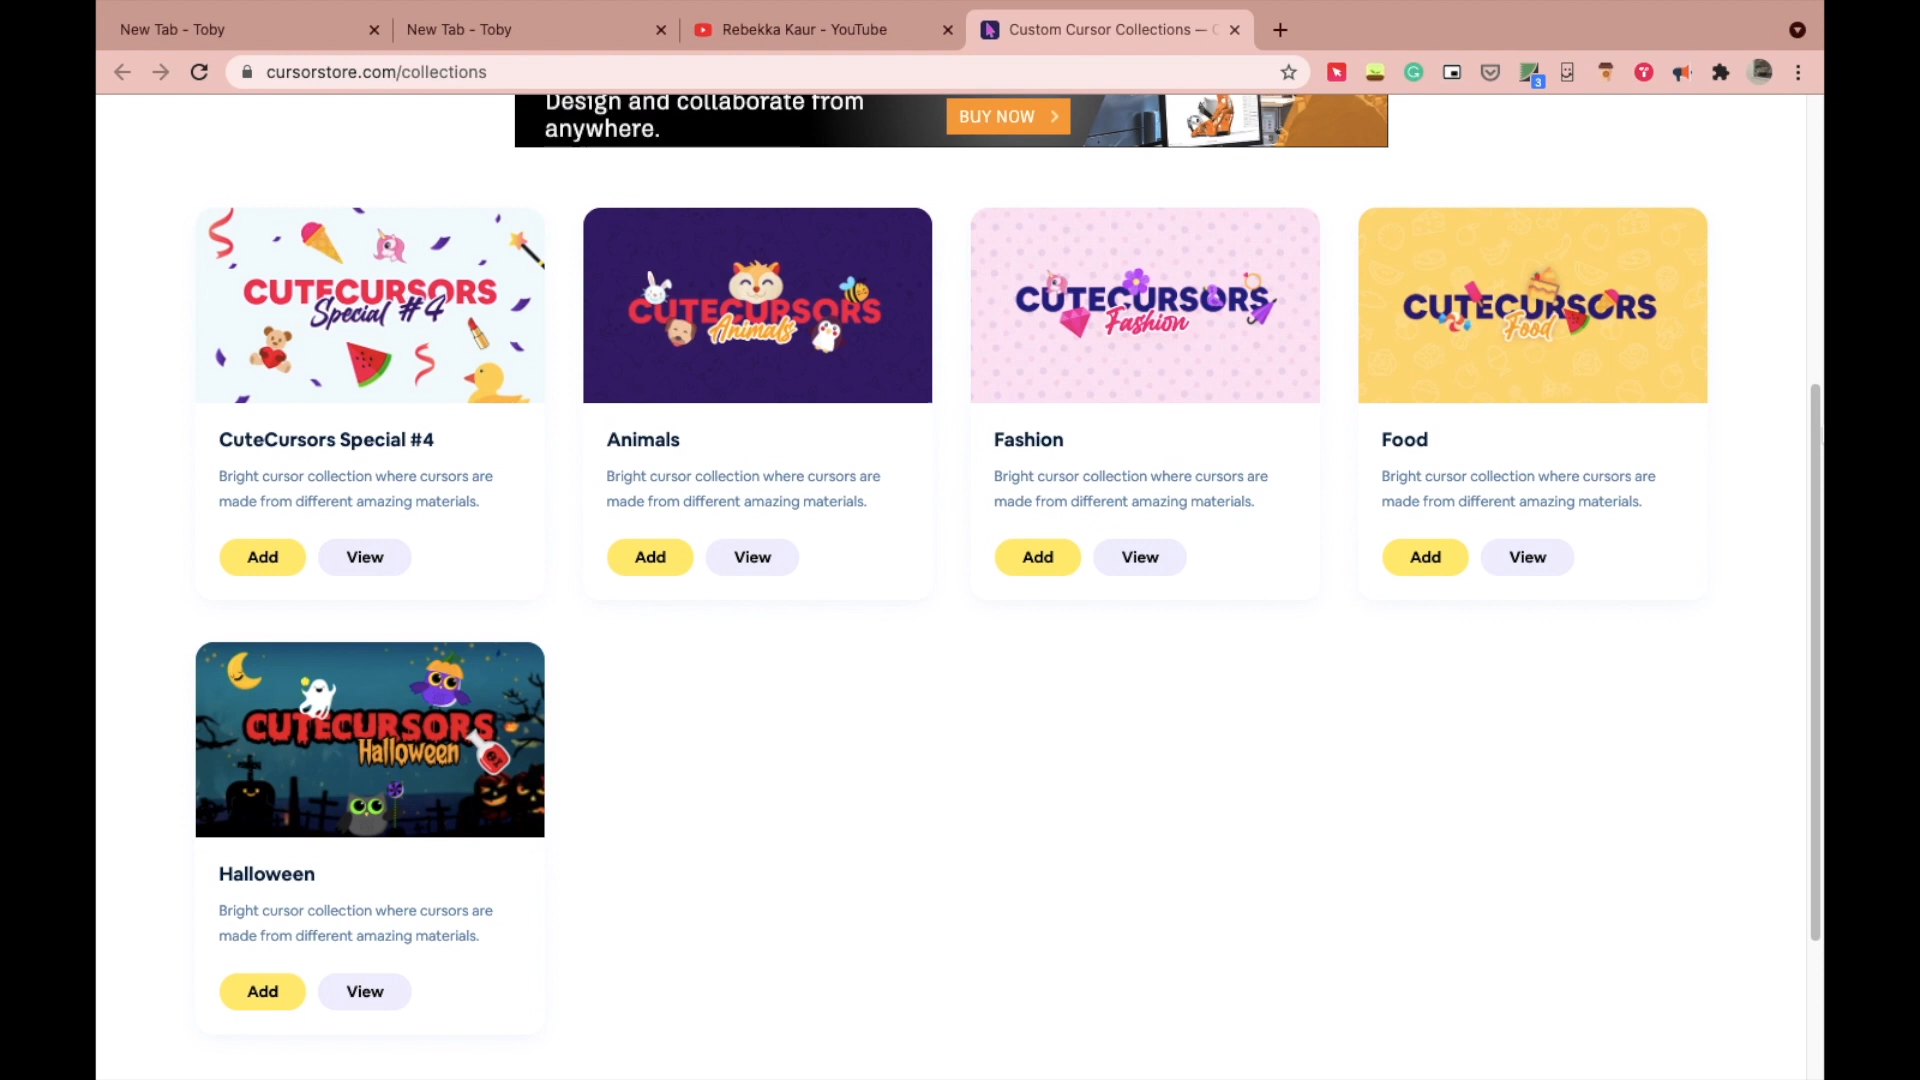 New Tab - Toby
New Tab - Toby
Rebekka Kaur - YouTube
Custom Cursor Collections — C
cursorstore.com/collections
3
Design and collaborate from
anywhere.
BUY NOW
CUTECURSORS
Special #4
CUTECURSORS
Animals
CUTECURSORS
Fashion
CUTECURSORS
Food
CuteCursors Special #4
Bright cursor collection where cursors are
made from different amazing materials.
Add
View
Animals
Bright cursor collection where cursors are
made from different amazing materials.
Add
View
Fashion
Bright cursor collection where cursors are
made from different amazing materials.
Add
View
Food
Bright cursor collection where cursors are
made from different amazing materials.
Add
View
CUTECURSORS
Halloween
Halloween
Bright cursor collection where cursors are
made from different amazing materials.
Add
View